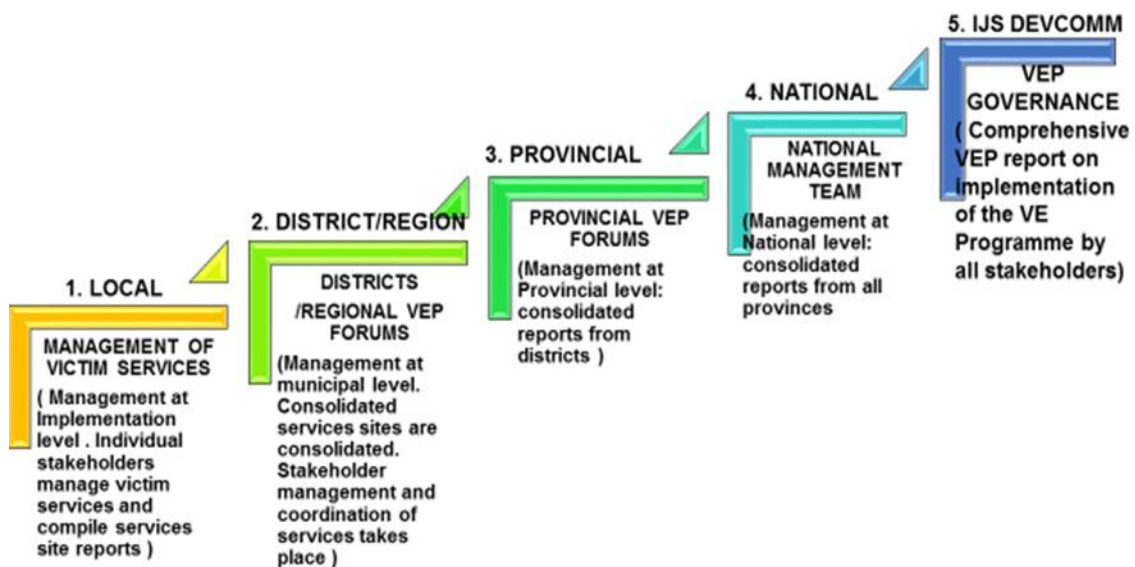 1. LOCAL
MANAGEMENT OF
VICTIM SERVICES
( Management at
Implementation
level . Individual
stakeholders
manage victim
services and
compile services
site reports )
2. DISTRICT/REGION
DISTRICTS
/REGIONAL VEP
FORUMS
(Management at
municipal level.
Consolidated
services sites are
consolidated.
Stakeholder
management and
coordination of
services takes
place )
3. PROVINCIAL
PROVINCIAL VEP
FORUMS
(Management at
Provincial level:
consolidated
reports from
districts )
4. NATIONAL
NATIONAL
MANAGEMENT
TEAM
(Management at
National level:
consolidated
reports from all
provinces
5. IJS DEVCOMM
VEP
GOVERNANCE
( Comprehensive
VEP report on
implementation
of the VE
Programme by
all stakeholders)